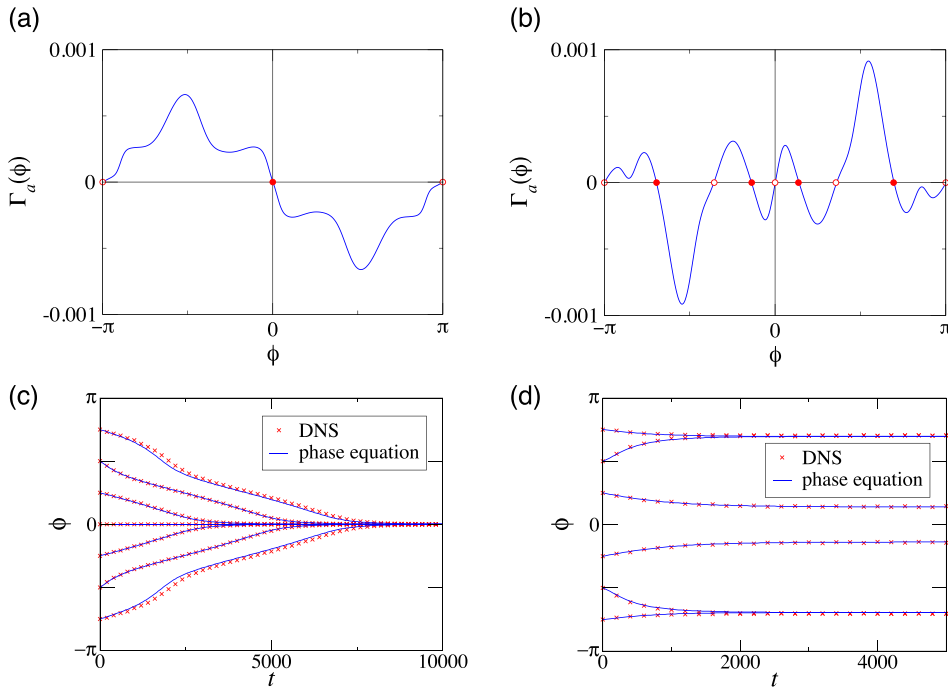 (a)
0.001
Γa(ϕ)
0
-0.001
−π
0
π
ϕ
(b)
0.001
Γa(ϕ)
0
-0.001
−π
0
π
ϕ
(c)
π
ϕ
0
−π
DNS
phase equation
0
5000
10000
t
(d)
π
ϕ
0
−π
DNS
phase equation
0
2000
4000
t